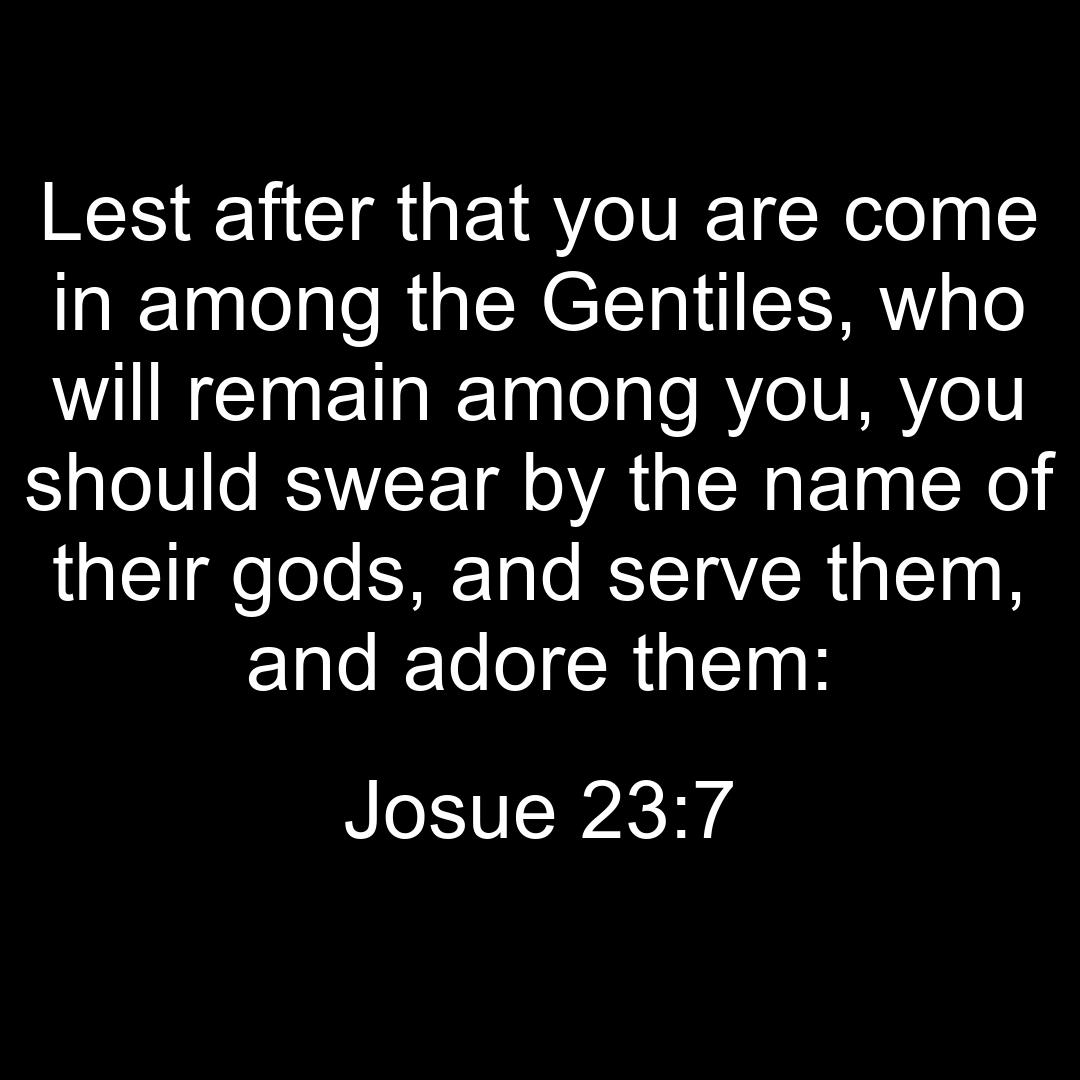 Lest after that you are come
in among the Gentiles, who
will remain among you, you
should swear by the name of
their gods, and serve them,
and adore them:
Josue 23:7